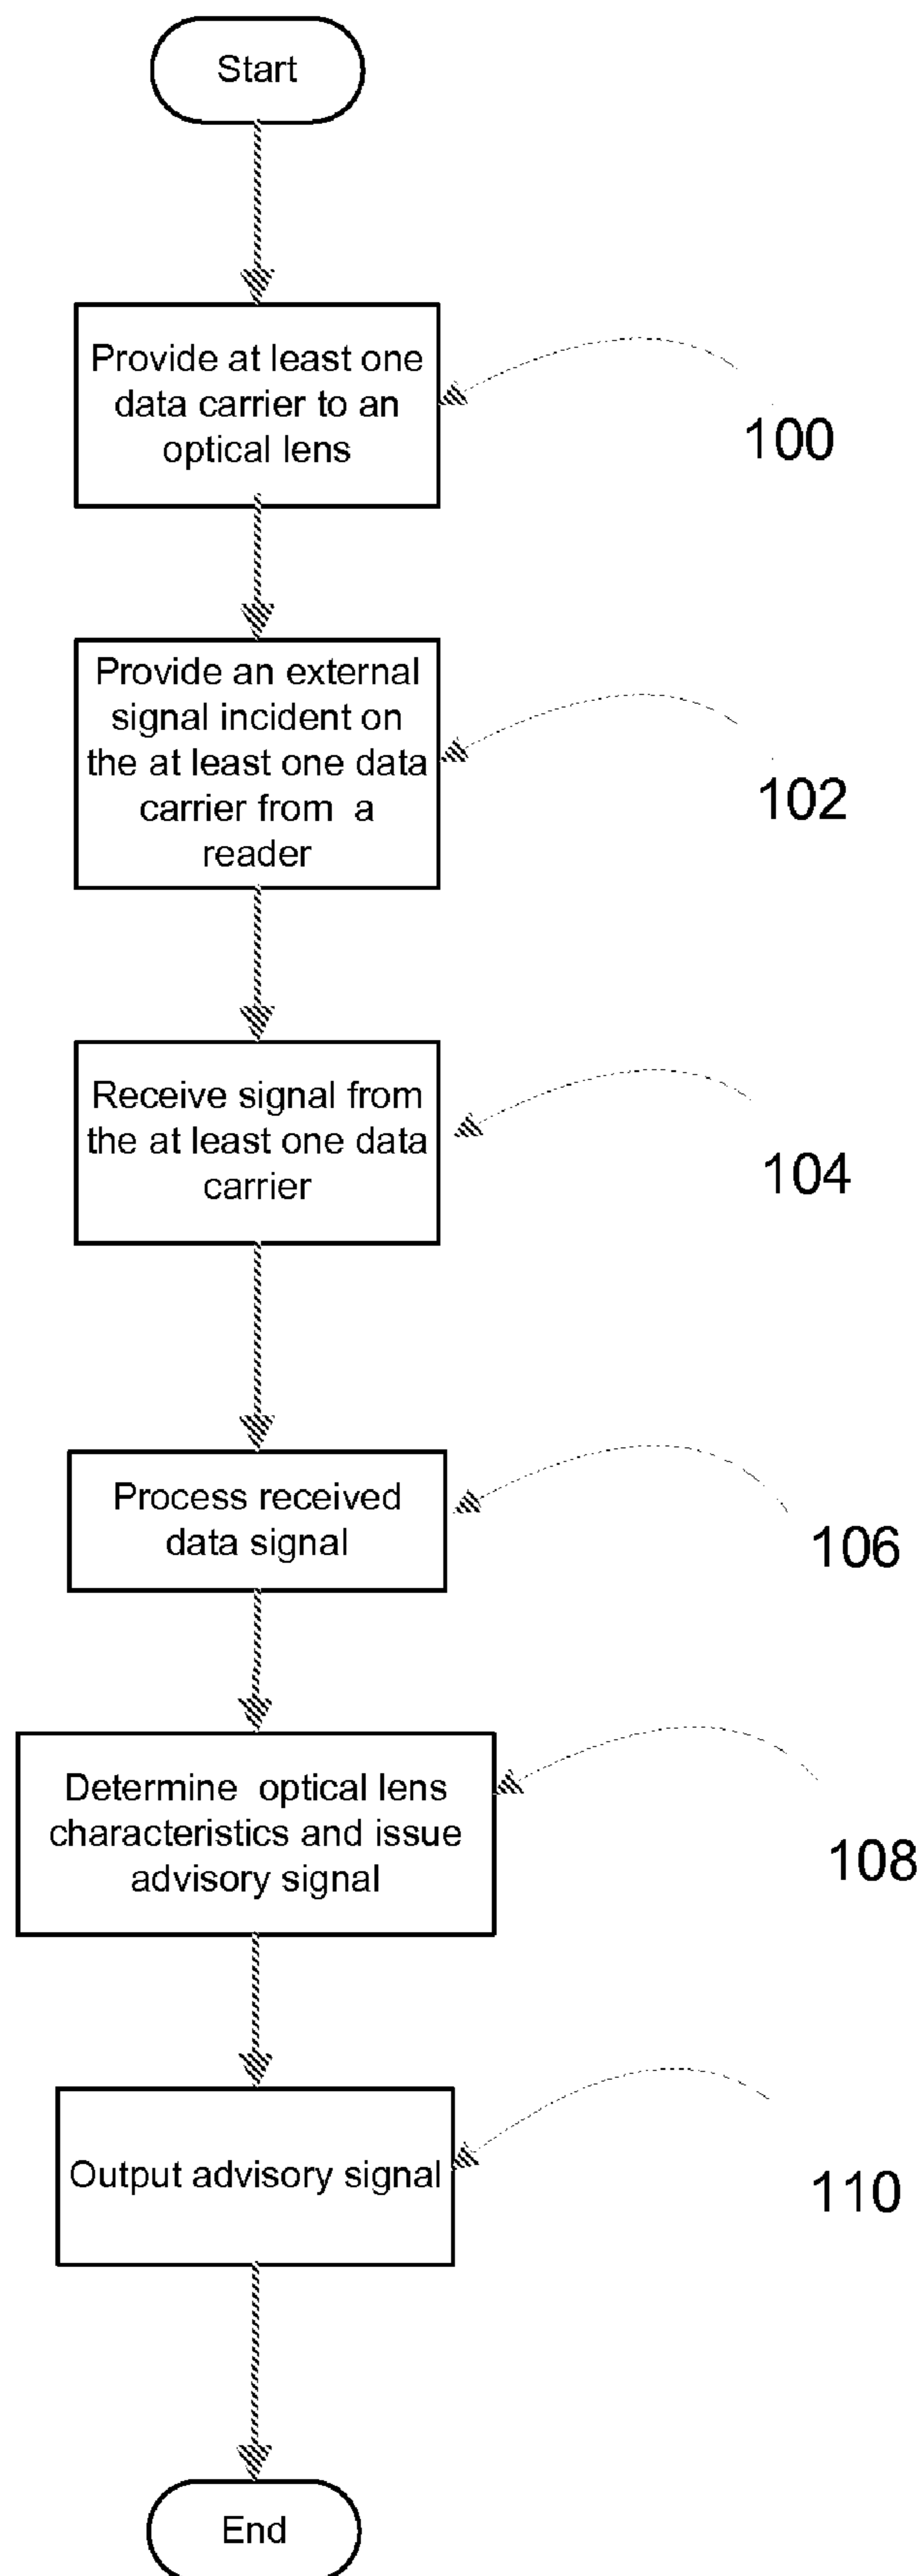 Start
Provide at least one
data carrier to an
optical lens
100
Provide an external
signal incident on
the at least one data
carrier from a
reader
102
Receive signal from
the at least one data
carrier
104
Process received
data signal
106
Determine optical lens
characteristics and issue
advisory signal
108
Output advisory signal
110
End